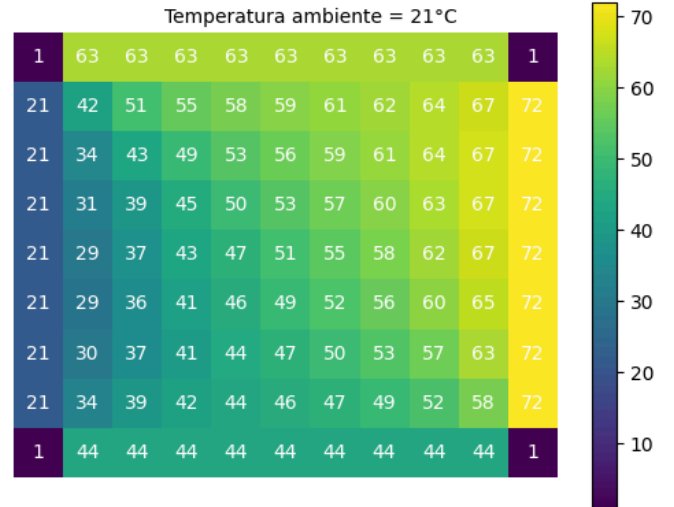 Temperatura ambiente = 21°C
1 63 63 63 63 63 63 63 63 63 1
21 42 51 55 58 59 61 62 64 67 72
21 34 43 49 53 56 59 61 64 67 72
21 31 39 45 50 53 57 60 63 67 72
21 29 37 43 47 51 55 58 62 67 72
21 29 36 41 46 49 52 56 60 65 72
21 30 37 41 44 47 50 53 57 63 72
21 34 39 42 44 46 47 49 52 58 72
1 44 44 44 44 44 44 44 44 44 1
70
60
50
40
30
20
10